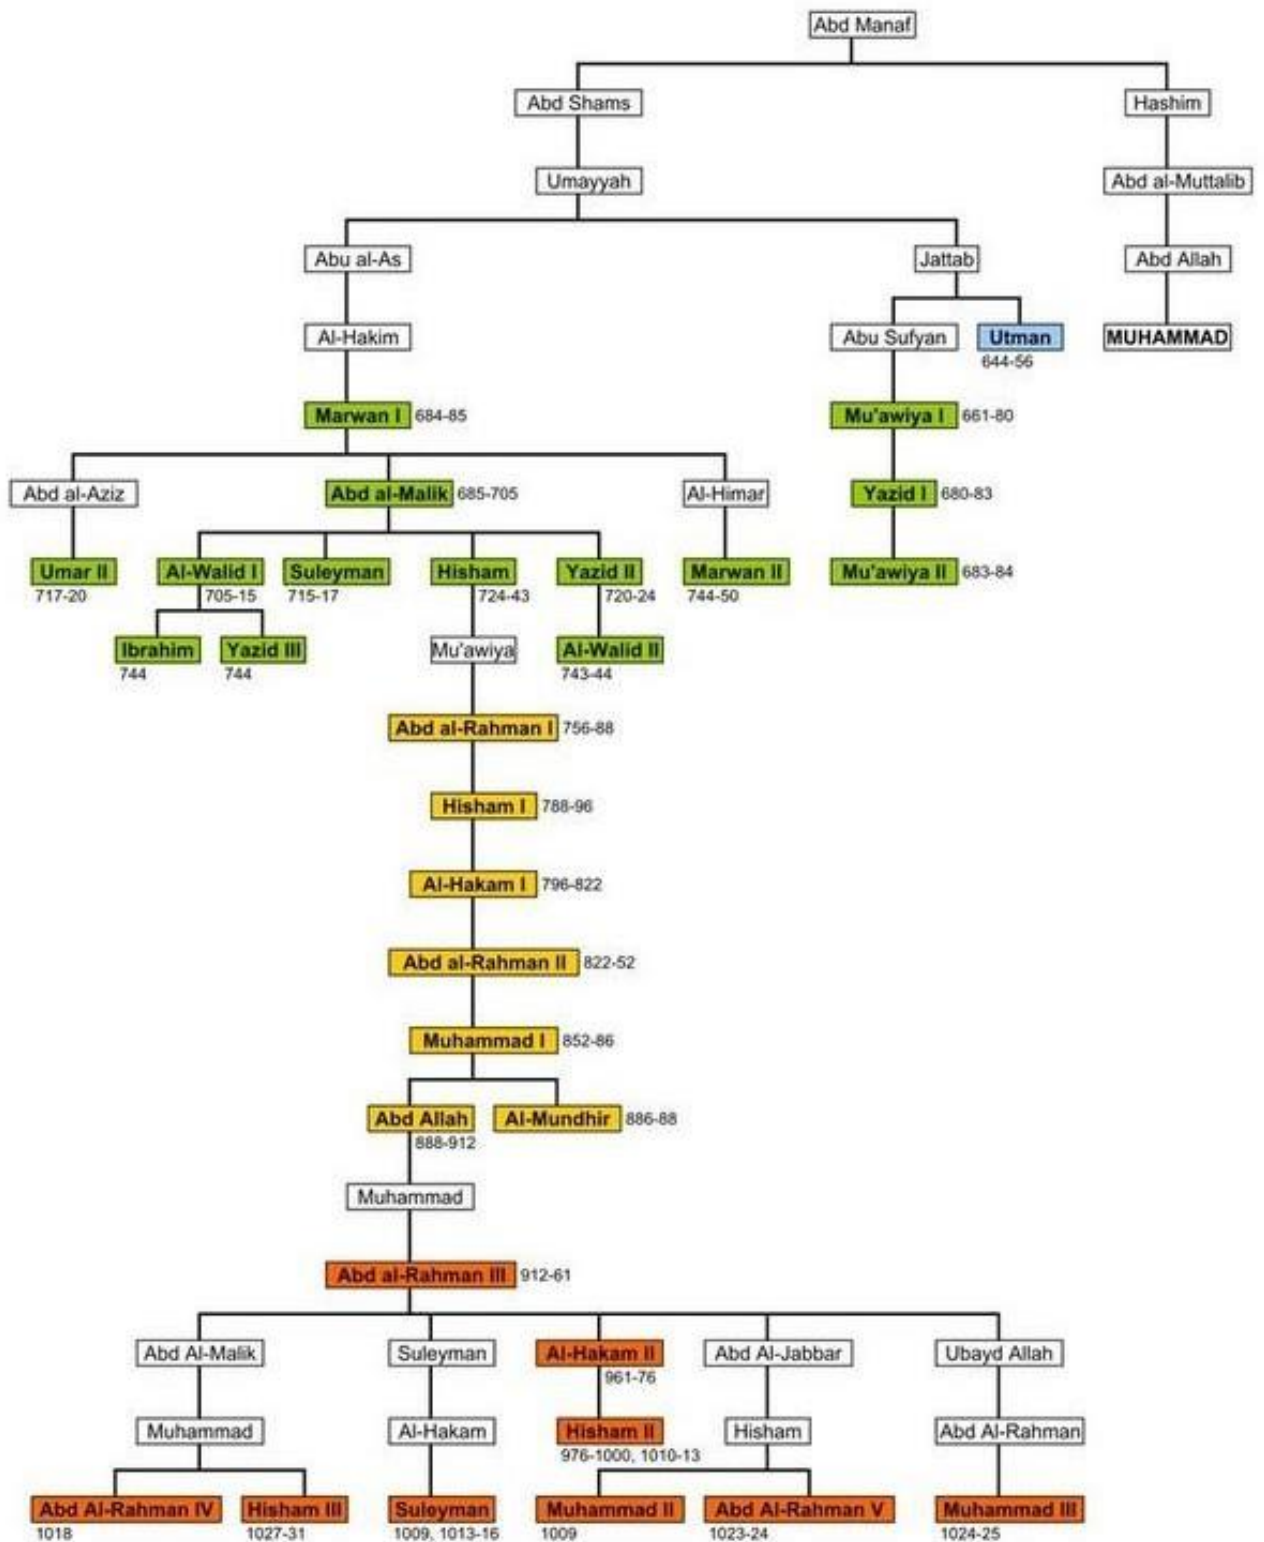 Abd Manaf
Abd Shams
Hashim
Umayyah
Abd al-Muttalib
Abu al-As
Jattab
Abd Allah
Al-Hakim
Abu Sufyan
Utman
MUHAMMAD
644-56
Marwan I 684-85
Mu'awiya I 661-80
Abd al-Aziz
Abd al-Malik 685-705
Al-Himar
Yazid I 680-83
Umar II
Al-Walid I
Suleyman
Hisham
Yazid II
Marwan II
Mu'awiya II 683-84
717-20
705-15
715-17
724-43
720-24
744-50
Ibrahim
Yazid III
Mu'awiya
Al-Walid II
744
744
743-44
Abd al-Rahman I 756-88
Hisham I 788-96
Al-Hakam I 796-822
Abd al-Rahman II 822-52
Muhammad I 852-86
Abd Allah
Al-Mundhir 886-88
888-912
Muhammad
Abd al-Rahman III 912-61
Abd Al-Malik
Suleyman
Al-Hakam II
Abd Al-Jabbar
Ubayd Allah
961-76
Muhammad
Al-Hakam
Hisham II
Hisham
Abd Al-Rahman
976-1000, 1010-13
Abd Al-Rahman IV
Hisham III
Suleyman
Muhammad II
Abd Al-Rahman V
Muhammad III
1018
1027-31
1009, 1013-16
1009
1023-24
1024-25